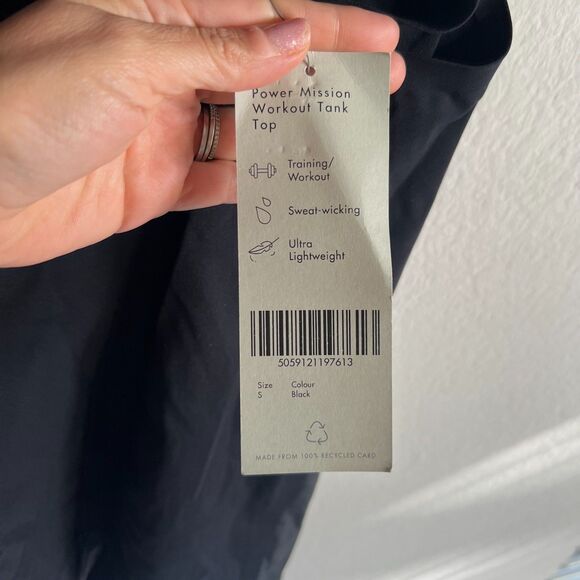 Power Mission
Workout Tank
Top
Training/
Workout
Sweat-wicking
Ultra
Lightweight
5059121197613
Size Colour
S Black
MADE FROM 100% RECYCLED CARD